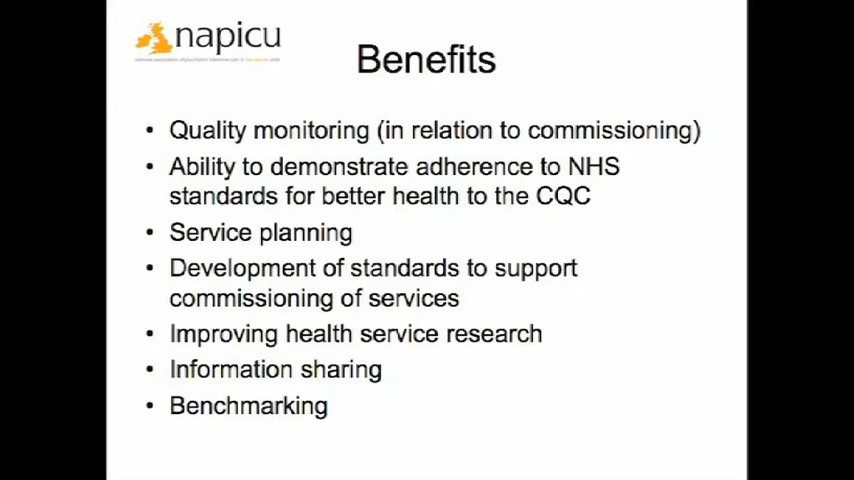 napicu
Benefits
• Quality monitoring (in relation to commissioning)
• Ability to demonstrate adherence to NHS
standards for better health to the CQC
• Service planning
• Development of standards to support
commissioning of services
• Improving health service research
• Information sharing
• Benchmarking